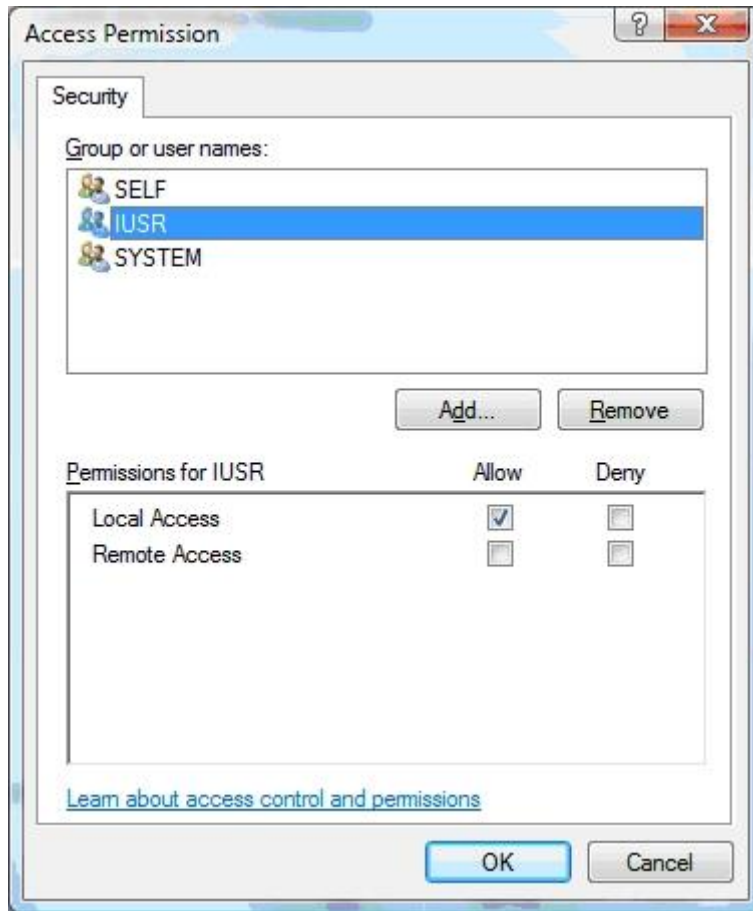 Access Permission
Security
Group or user names:
SELF
IUSR
SYSTEM
Add... Remove
Permissions for IUSR Allow Deny
Local Access
Remote Access
Learn about access control and permissions
OK Cancel